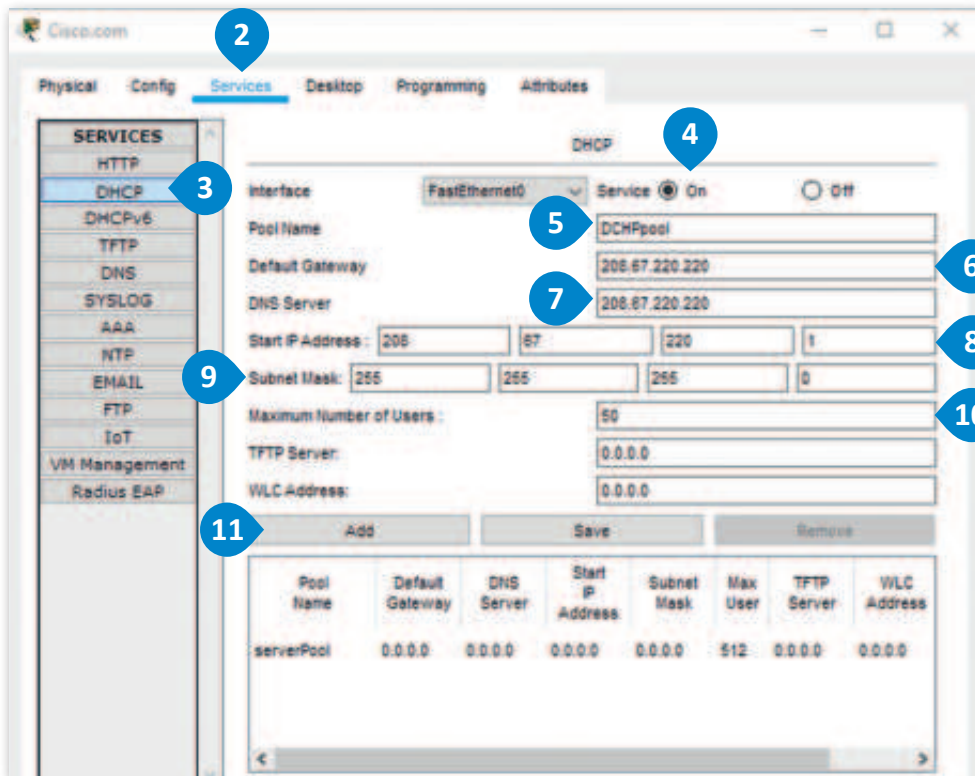 Cisco.com
2
Physical Config Services Desktop Programming Attributes
SERVICES
HTTP
DHCP
DHCPv6
TFTP
DNS
SYSLOG
AAA
NTP
EMAIL
FTP
IoT
VM Management
Radius EAP
3
DHCP
4
Interface FastEthernet0 Service On Off
Pool Name 5 DCHPpool
Default Gateway 208.67.220.220 6
DNS Server 7 208.67.220.220
Start IP Address : 208 67 220 1 8
9 Subnet Mask: 255 255 255 0
Maximum Number of Users : 50 10
TFTP Server: 0.0.0.0
WLC Address: 0.0.0.0
11 Add Save Remove
Pool Name Default Gateway DNS Server Start IP Address Subnet Mask Max User TFTP Server WLC Address
serverPool 0.0.0.0 0.0.0.0 0.0.0.0 0.0.0.0 512 0.0.0.0 0.0.0.0